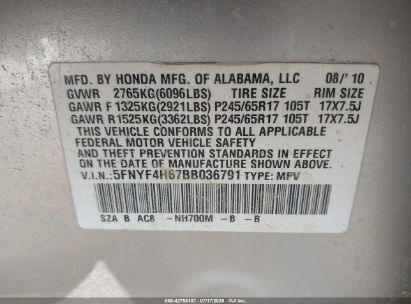 MFD. BY HONDA MFG. OF ALABAMA, LLC 08/'10
GVWR 2765KG(6096LBS) TIRE SIZE RIM SIZE
GAWR F 1325KG(2921LBS) P245/65R17 105T 17X7.5J
GAWR R1525KG(3362LBS) P245/65R17 105T 17X7.5J
THIS VEHICLE CONFORMS TO ALL APPLICABLE
FEDERAL MOTOR VEHICLE SAFETY
AND THEFT PREVENTION STANDARDS IN EFFECT
ON THE DATE OF MANUFACTURE SHOWN ABOVE.
V.I.N.: 5FNYF4H67BB036791 TYPE: MPV
SZA B AC8 -NH700M -B -B